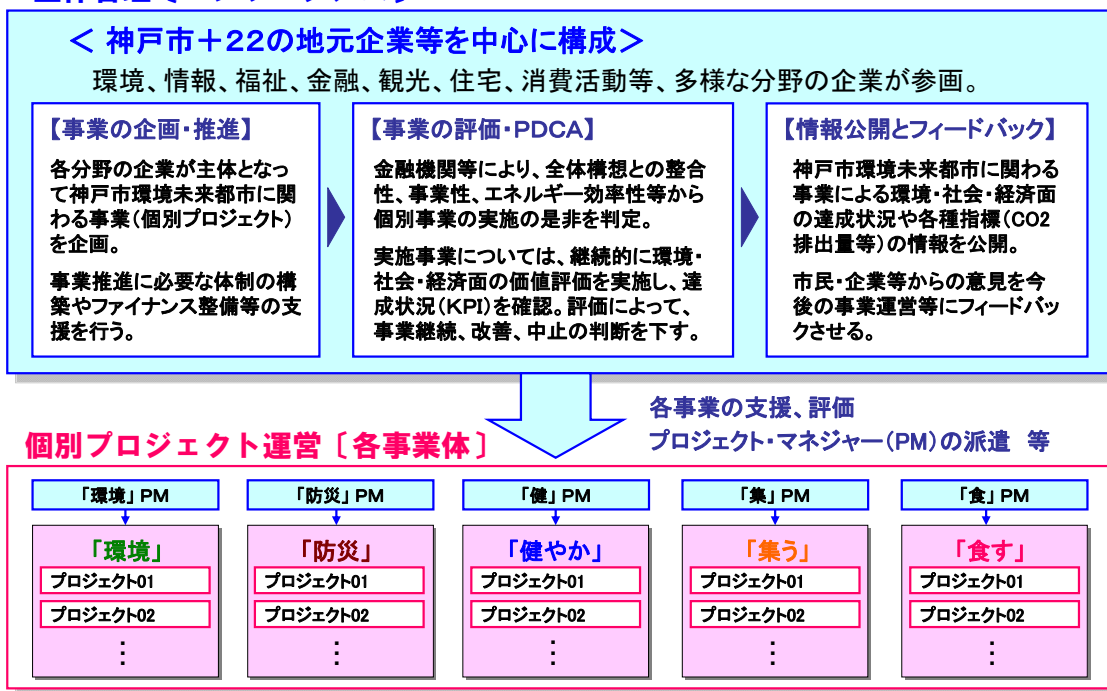 ＜ 神戸市＋22の地元企業等を中心に構成＞
環境、情報、福祉、金融、観光、住宅、消費活動等、多様な分野の企業が参画。
【事業の企画・推進】
各分野の企業が主体となっ
て神戸市環境未来都市に関
わる事業（個別プロジェクト）
を企画。
事業推進に必要な体制の構
築やファイナンス整備等の支
援を行う。
【事業の評価・PDCA】
金融機関等により、全体構想との整合
性、事業性、エネルギー効率性等から
個別事業の実施の是非を判定。
実施事業については、継続的に環境・
社会・経済面の価値評価を実施し、達
成状況（KPI）を確認。評価によって、
事業継続、改善、中止の判断を下す。
【情報公開とフィードバック】
神戸市環境未来都市に関わる
事業による環境・社会・経済面
の達成状況や各種指標（CO2
排出量等）の情報を公開。
市民・企業等からの意見を今
後の事業運営等にフィードバッ
クさせる。
各事業の支援、評価
プロジェクト・マネジャー（PM）の派遣　等
個別プロジェクト運営〔各事業体〕
「環境」PM
「環境」
プロジェクト01
プロジェクト02
⋮
「防災」PM
「防災」
プロジェクト01
プロジェクト02
⋮
「健」PM
「健やか」
プロジェクト01
プロジェクト02
⋮
「集」PM
「集う」
プロジェクト01
プロジェクト02
⋮
「食」PM
「食す」
プロジェクト01
プロジェクト02
⋮